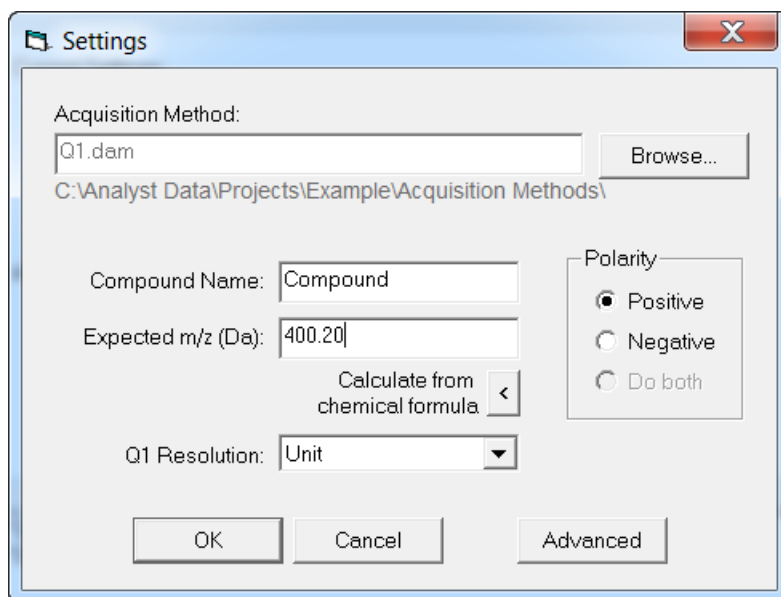 Settings
Acquisition Method:
Q1.dam
Browse...
C:\Analyst Data\Projects\Example\Acquisition Methods\
Compound Name:
Compound
Expected m/z (Da):
400.20
Calculate from
chemical formula
<
Q1 Resolution:
Unit
Polarity
Positive
Negative
Do both
OK
Cancel
Advanced